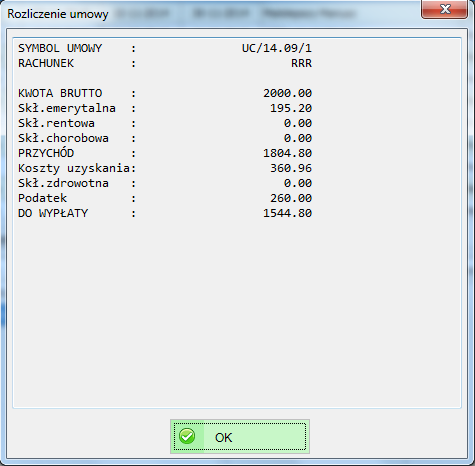 Rozliczenie umowy
SYMBOL UMOWY : UC/14.09/1
RACHUNEK : RRR
KWOTA BRUTTO : 2000.00
Skł.emerytalna : 195.20
Skł.rentowa : 0.00
Skł.chorobowa : 0.00
PRZYCHÓD : 1804.80
Koszty uzyskania: 360.96
Skł.zdrowotna : 0.00
Podatek : 260.00
DO WYPŁATY : 1544.80
OK